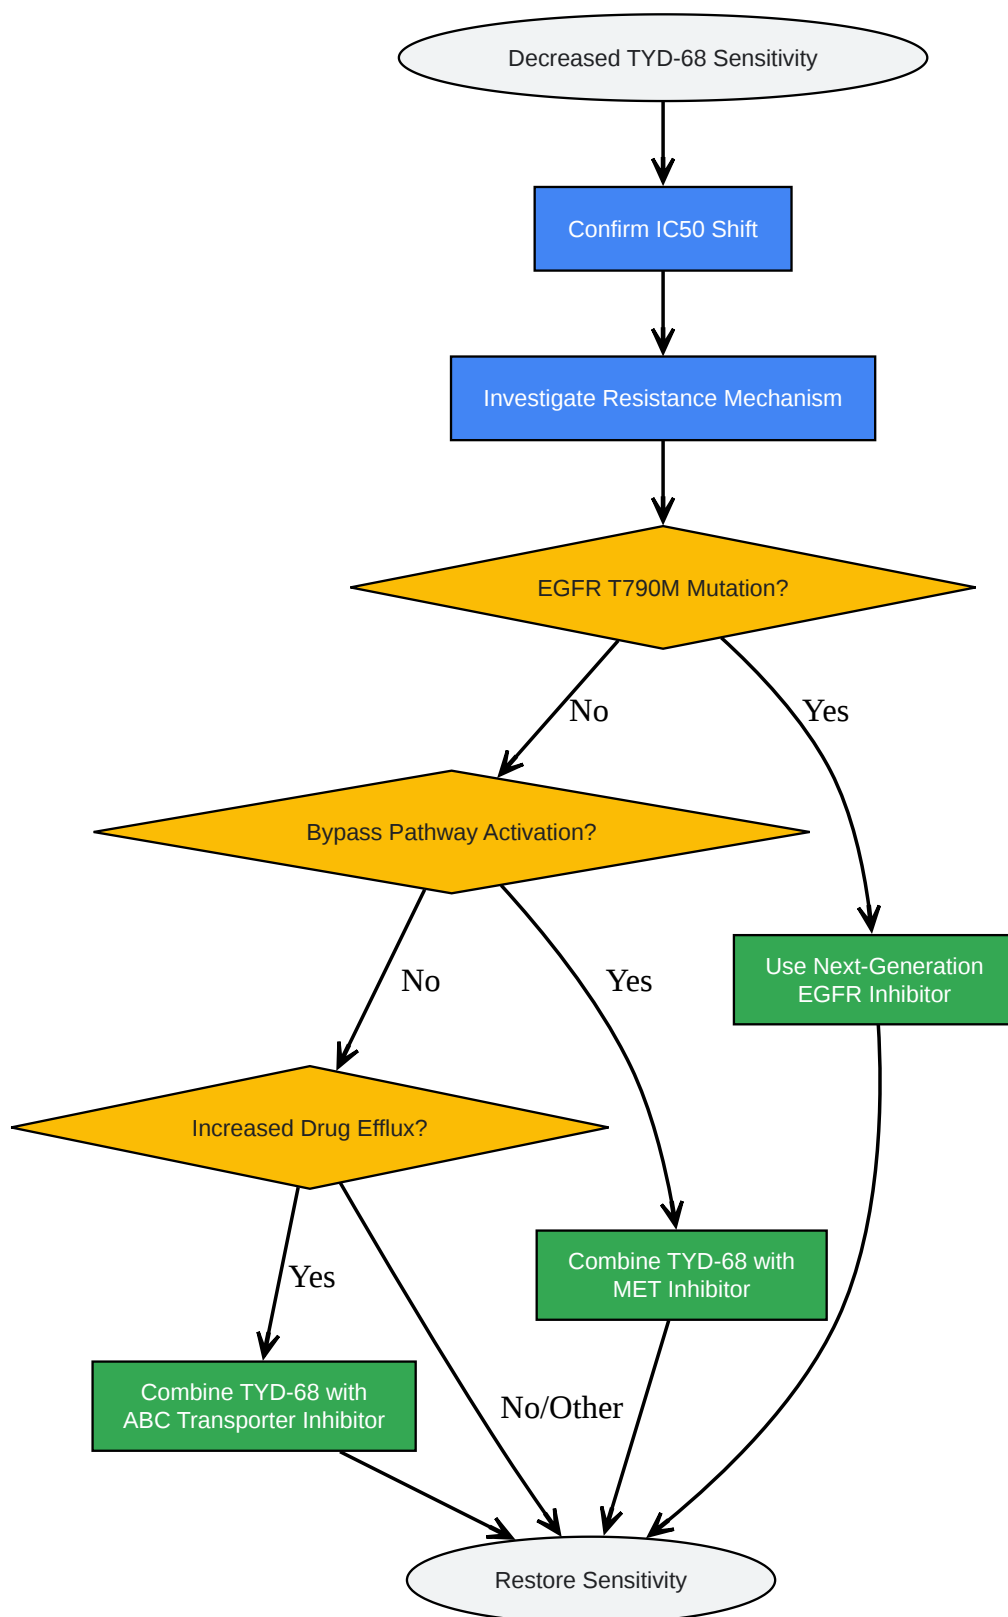 Decreased TYD-68 Sensitivity
Confirm IC50 Shift
Investigate Resistance Mechanism
EGFR T790M Mutation?
No
Yes
Bypass Pathway Activation?
No
Yes
Use Next-Generation
EGFR Inhibitor
Increased Drug Efflux?
Yes
Combine TYD-68 with
MET Inhibitor
Combine TYD-68 with
ABC Transporter Inhibitor
No/Other
Restore Sensitivity